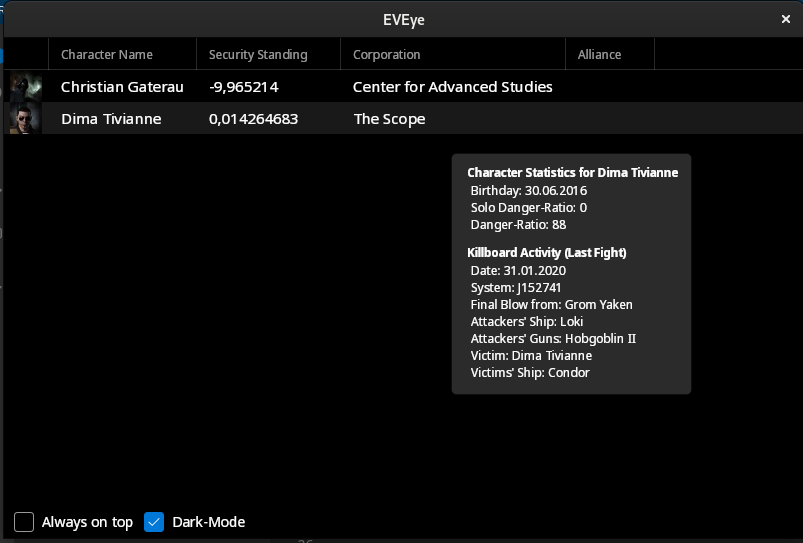 EVEye
Character Name Security Standing Corporation Alliance
Christian Gaterau -9,965214 Center for Advanced Studies
Dima Tivianne 0,014264683 The Scope
Character Statistics for Dima Tivianne
Birthday: 30.06.2016
Solo Danger-Ratio: 0
Danger-Ratio: 88
Killboard Activity (Last Fight)
Date: 31.01.2020
System: J152741
Final Blow from: Grom Yaken
Attackers' Ship: Loki
Attackers' Guns: Hobgoblin II
Victim: Dima Tivianne
Victims' Ship: Condor
Always on top Dark-Mode